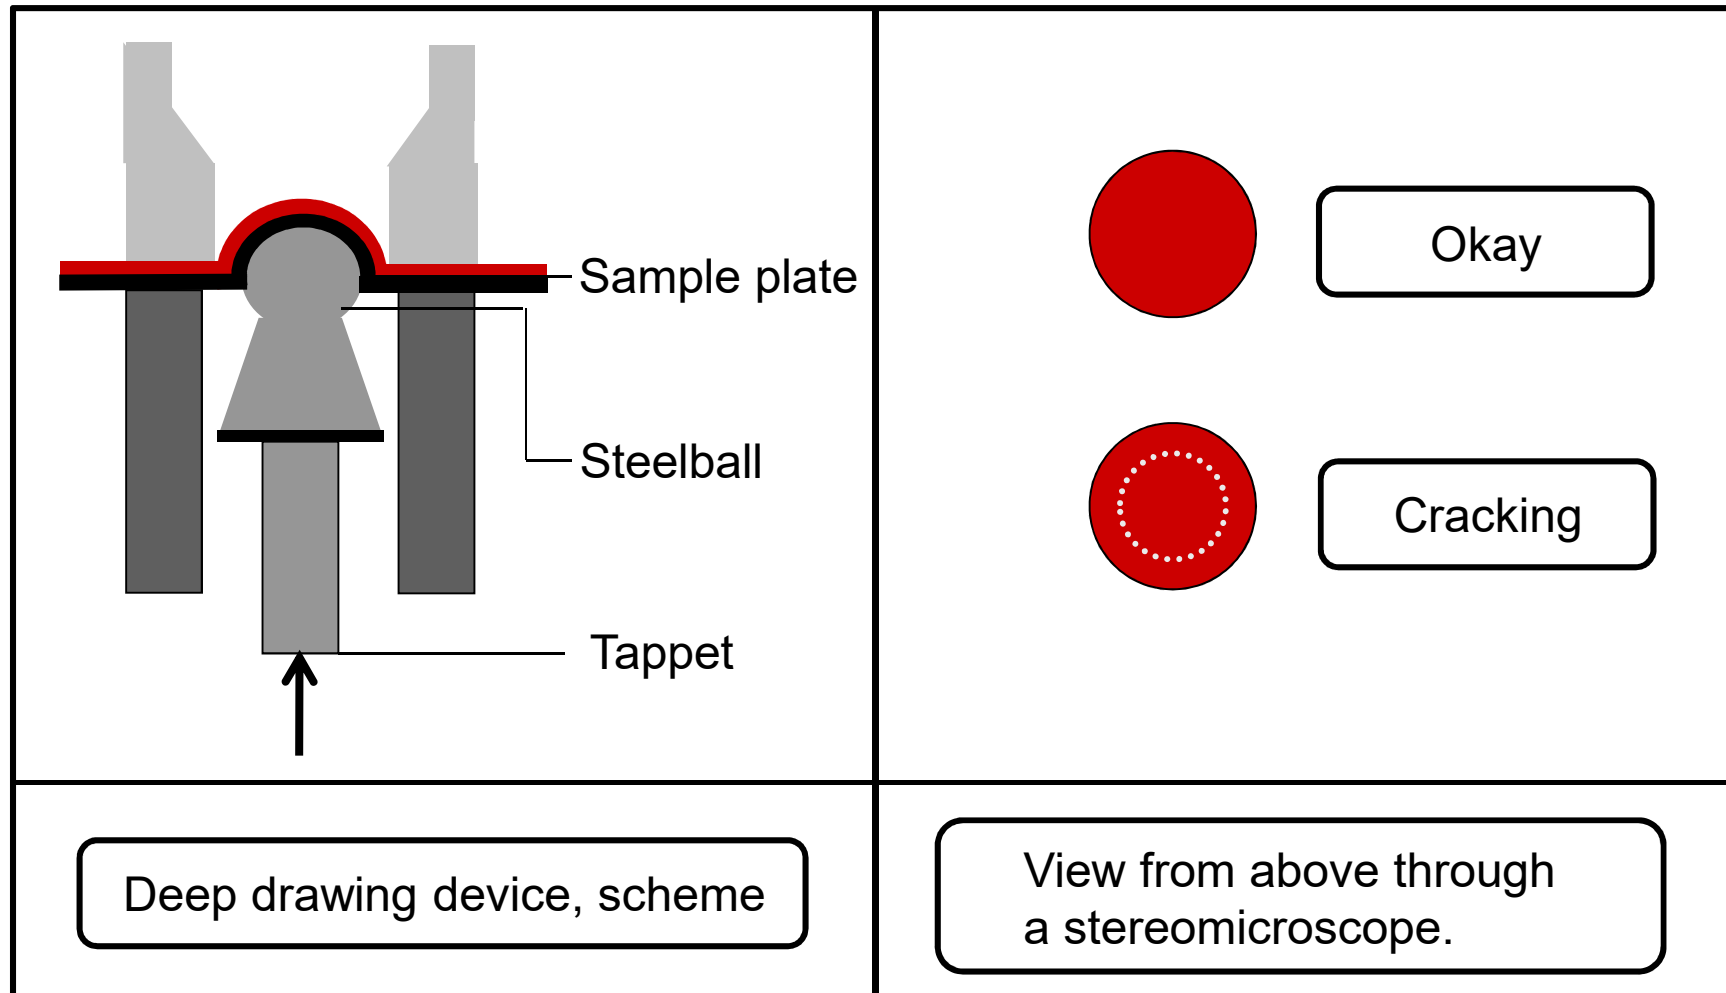 Sample plate
Steelball
Tappet
Okay
Cracking
Deep drawing device, scheme
View from above through
a stereomicroscope.